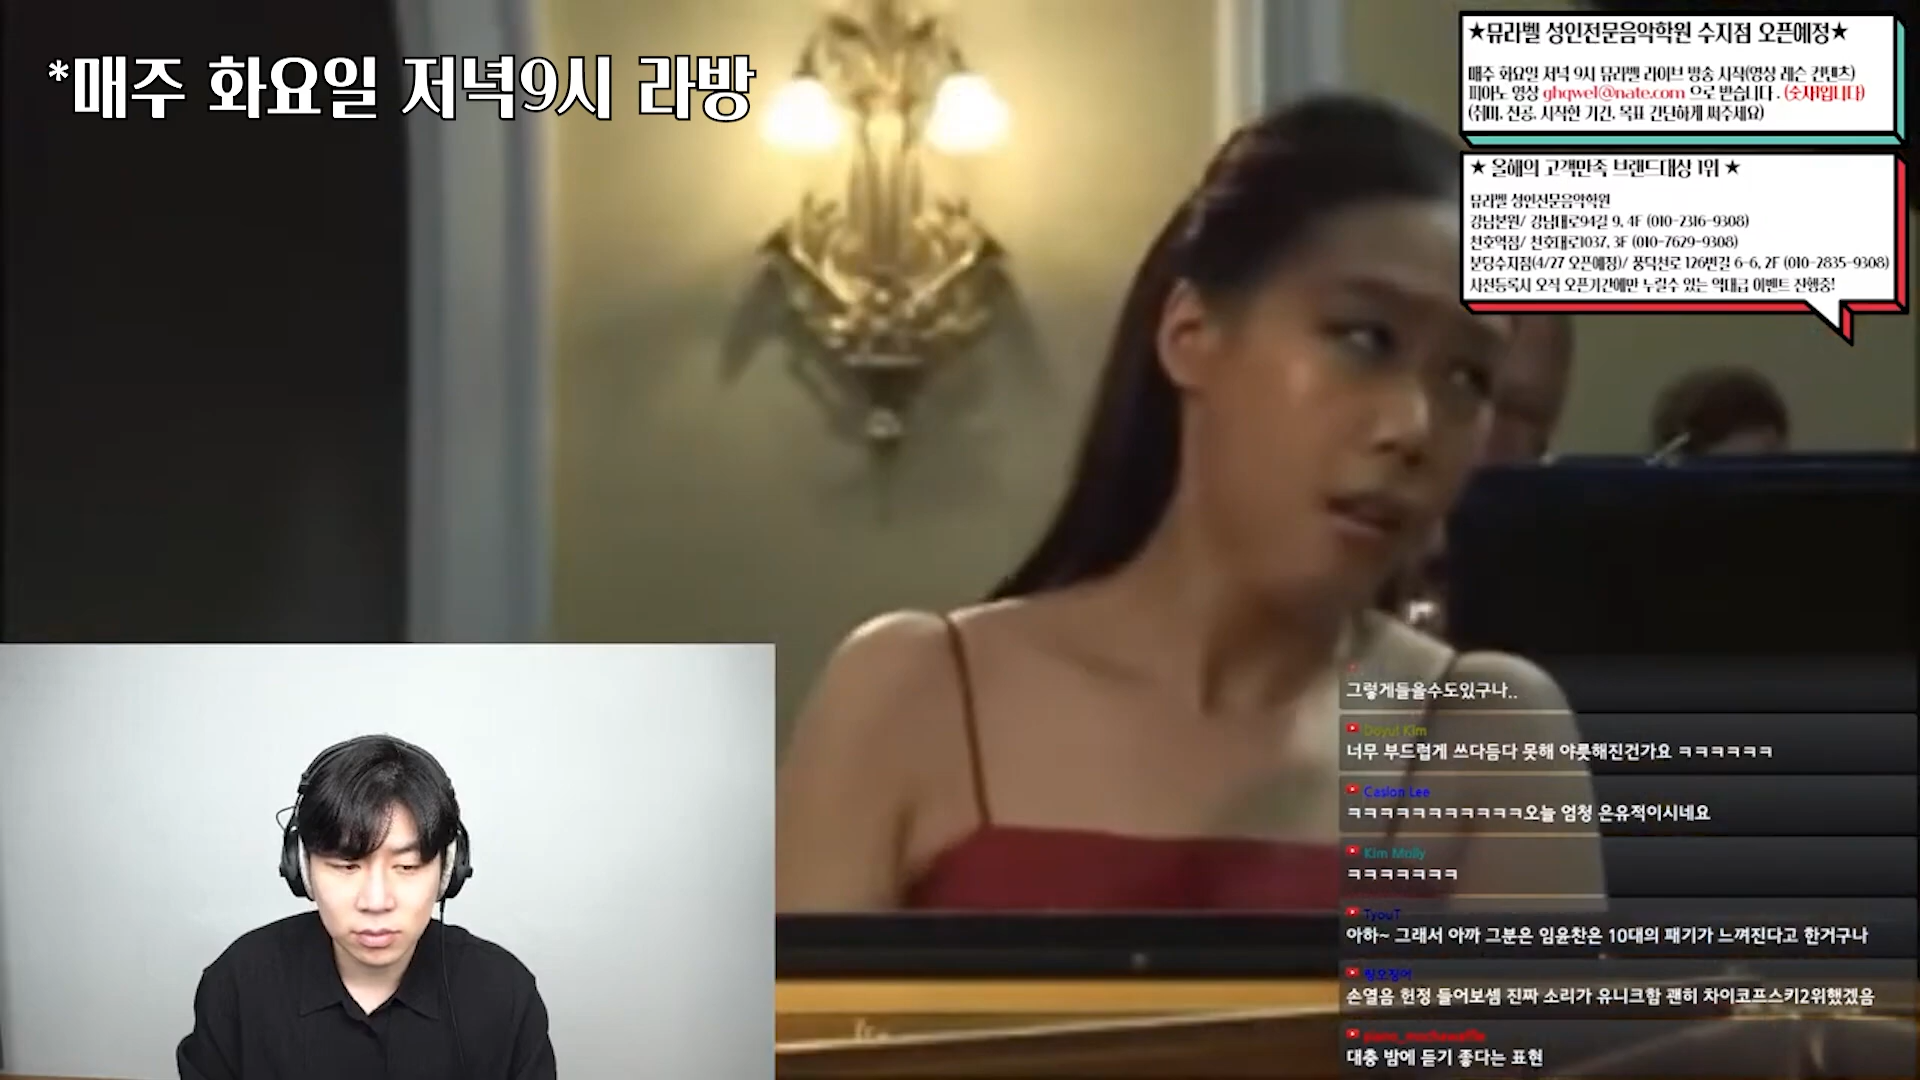 *매주 화요일 저녁9시 라방
★뮤라벨 성인전문음악학원 수지점 오픈예정★
매주 화요일 저녁 9시 뮤라벨 라이브 방송 시작(영상 레슨 컨텐츠)
피아노 영상 ghqwel@nate.com 으로 받습니다. (숫자1입니다)
(취미, 전공, 시작한 기간, 목표 간단하게 써주세요)
★ 올해의 고객만족 브랜드대상 1위 ★
뮤라벨 성인전문음악학원
강남본원/ 강남대로94길 9, 4F (010-2316-9308)
천호역점/ 천호대로1037, 3F (010-7629-9308)
분당수지점(4/27 오픈예정)/ 풍덕천로 126번길 6-6, 2F (010-2835-9308)
사전등록시 오직 오픈기간에만 누릴수 있는 역대급 이벤트 진행중!
그렇게들을수도있구나..
Doyul Kim
너무 부드럽게 쓰다듬다 못해 야릇해진건가요 ㅋㅋㅋㅋㅋㅋ
Caslon Lee
ㅋㅋㅋㅋㅋㅋㅋㅋㅋㅋㅋ오늘 엄청 은유적이시네요
Kim Molly
ㅋㅋㅋㅋㅋㅋㅋ
TyouT
아하~ 그래서 아까 그분은 임윤찬은 10대의 패기가 느껴진다고 한거구나
손열음 헌정 들어보셈 진짜 소리가 유니크함 괜히 차이코프스키2위했겠음
대충 밤에 듣기 좋다는 표현